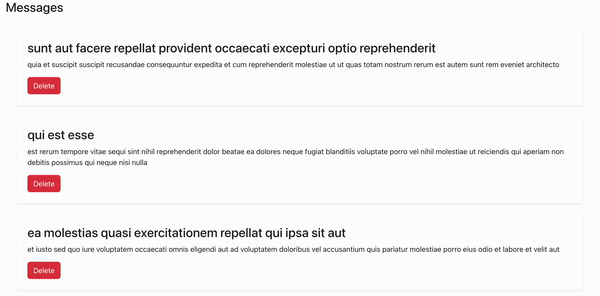 Messages
sunt aut facere repellat provident occaecati excepturi optio reprehenderit
quia et suscipit suscipit recusandae consequuntur expedita et cum reprehenderit molestiae ut ut quas totam nostrum rerum est autem sunt rem eveniet architecto
Delete
qui est esse
est rerum tempore vitae sequi sint nihil reprehenderit dolor beatae ea dolores neque fugiat blanditiis voluptate porro vel nihil molestiae ut reiciendis qui aperiam non
debitis possimus qui neque nisi nulla
Delete
ea molestias quasi exercitationem repellat qui ipsa sit aut
et iusto sed quo iure voluptatem occaecati omnis eligendi aut ad voluptatem doloribus vel accusantium quis pariatur molestiae porro eius odio et labore et velit aut
Delete